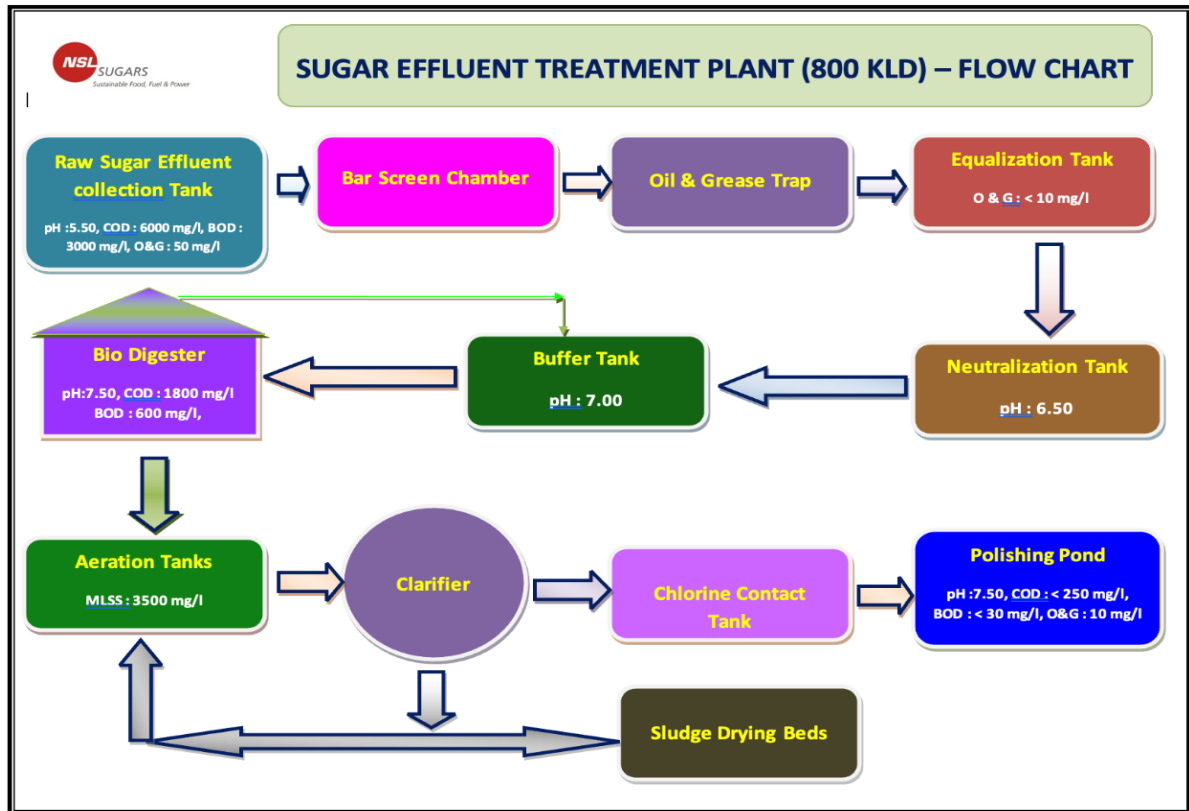 NSL
SUGARS
Sustainable Food, Fuel & Power
SUGAR EFFLUENT TREATMENT PLANT (800 KLD) – FLOW CHART
Raw Sugar Effluent
collection Tank
pH :5.50, COD : 6000 mg/l, BOD :
3000 mg/l, O&G : 50 mg/l
Bar Screen Chamber
Oil & Grease Trap
Equalization Tank
O & G : < 10 mg/l
Bio Digester
pH:7.50, COD : 1800 mg/l
BOD : 600 mg/l,
Buffer Tank
pH : 7.00
Neutralization Tank
pH : 6.50
Aeration Tanks
MLSS : 3500 mg/l
Clarifier
Chlorine Contact
Tank
Polishing Pond
pH :7.50, COD : < 250 mg/l,
BOD : < 30 mg/l, O&G : 10 mg/l
Sludge Drying Beds